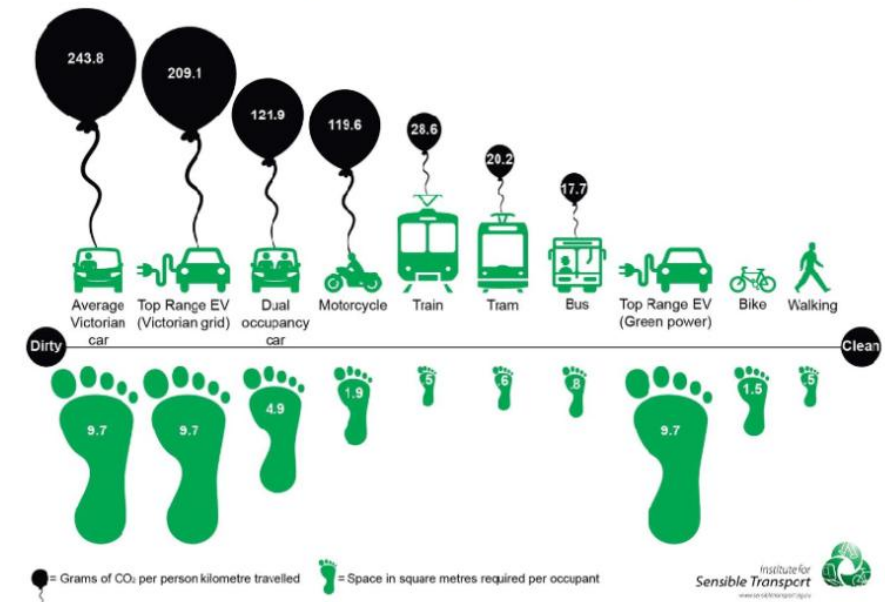 243.8
209.1
121.9
119.6
28.6
20.2
17.7
Average
Victorian
car
Top Range EV
(Victorian grid)
Dual
occupancy
car
Motorcycle
Train
Tram
Bus
Top Range EV
(Green power)
Bike
Walking
Dirty
Clean
9.7
9.7
4.9
1.9
.5
.6
.8
9.7
1.5
.5
= Grams of CO₂ per person kilometre travelled
= Space in square metres required per occupant
Institute for
Sensible Transport